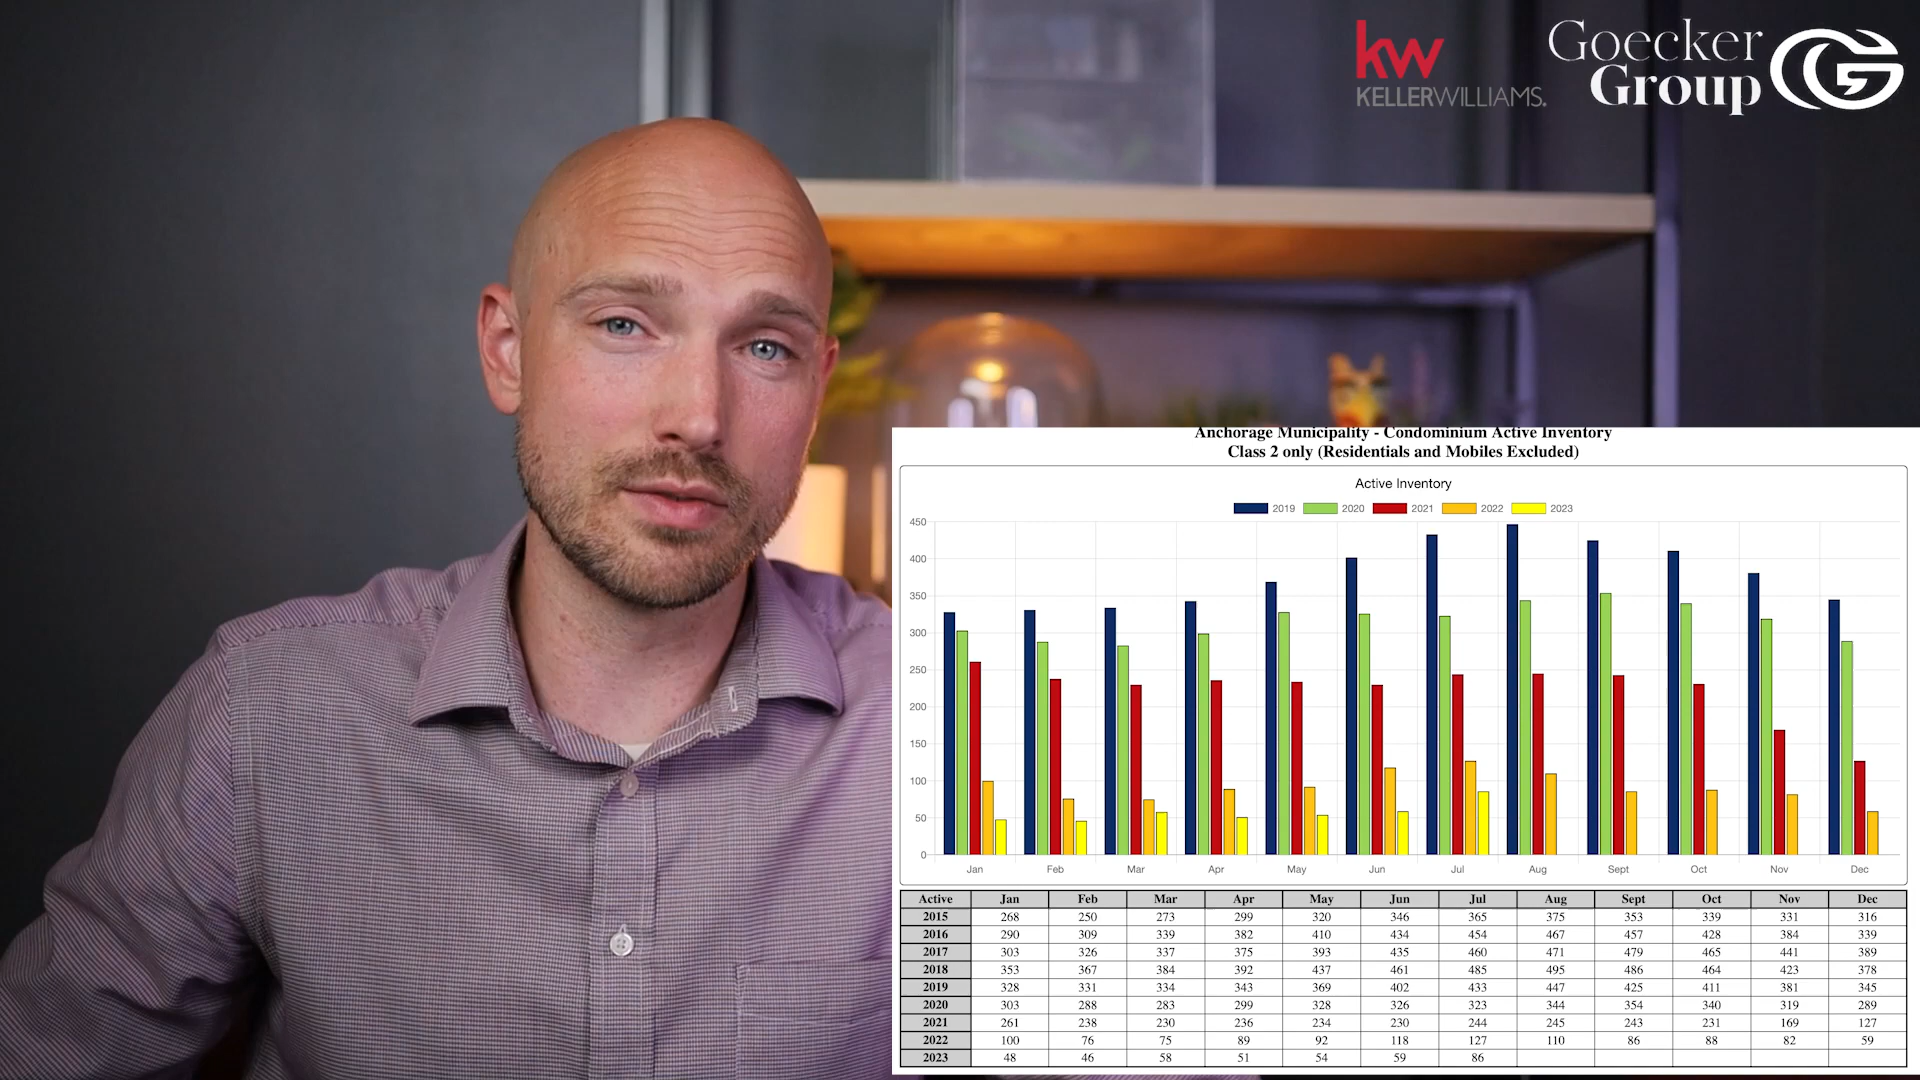 kw
KELLERWILLIAMS.
Goecker
Group
Anchorage Municipality - Condominium Active Inventory
Class 2 only (Residentials and Mobiles Excluded)
Active Inventory
2019 2020 2021 2022 2023
450
400
350
300
250
200
150
100
50
0
Jan Feb Mar Apr May Jun Jul Aug Sept Oct Nov Dec
Active Jan Feb Mar Apr May Jun Jul Aug Sept Oct Nov Dec
2015 268 250 273 299 320 346 365 375 353 339 331 316
2016 290 309 339 382 410 434 454 467 457 428 384 339
2017 303 326 337 375 393 435 460 471 479 465 441 389
2018 353 367 384 392 437 461 485 495 486 464 423 378
2019 328 331 334 343 369 402 433 447 425 411 381 345
2020 303 288 283 299 328 326 323 344 354 340 319 289
2021 261 238 230 236 234 230 244 245 243 231 169 127
2022 100 76 75 89 92 118 127 110 86 88 82 59
2023 48 46 58 51 54 59 86